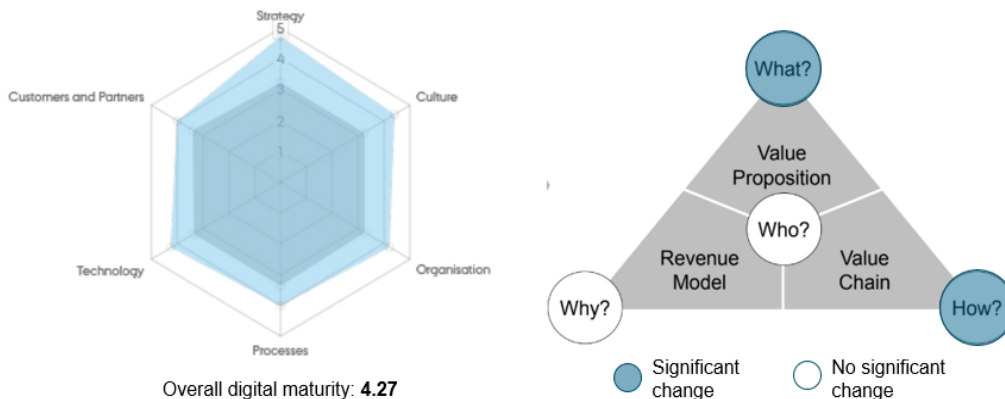 Strategy
5
4
3
2
1
Customers and Partners
Culture
Technology
Organisation
Processes
Overall digital maturity: 4.27
What?
Value
Proposition
Who?
Revenue
Model
Value
Chain
Why?
How?
Significant
change
No significant
change